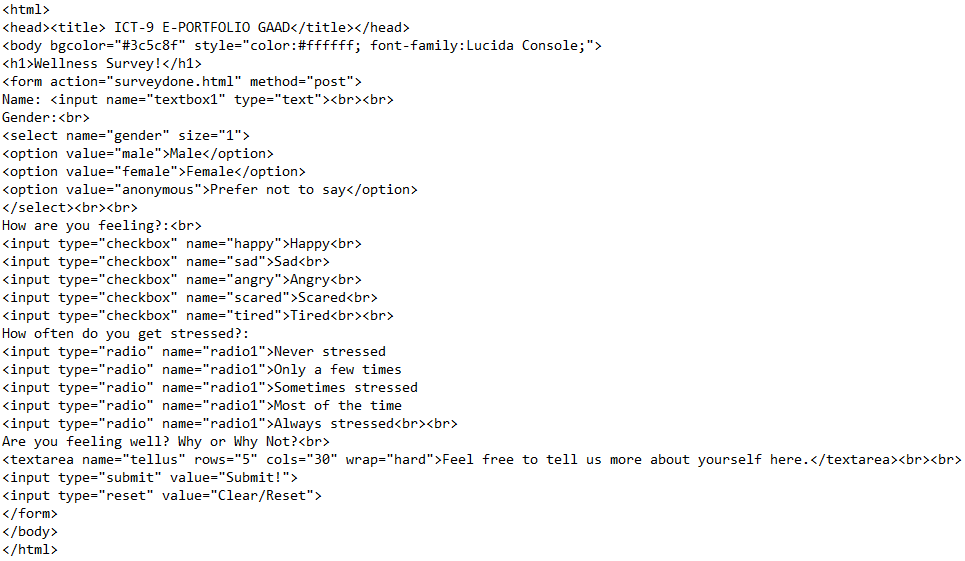 <html>
<head><title> ICT-9 E-PORTFOLIO GAAD</title></head>
<body bgcolor="#3c5c8f" style="color:#ffffff; font-family:Lucida Console;">
<h1>Wellness Survey!</h1>
<form action="surveydone.html" method="post">
Name: <input name="textbox1" type="text"><br><br>
Gender:<br>
<select name="gender" size="1">
<option value="male">Male</option>
<option value="female">Female</option>
<option value="anonymous">Prefer not to say</option>
</select><br><br>
How are you feeling?:<br>
<input type="checkbox" name="happy">Happy<br>
<input type="checkbox" name="sad">Sad<br>
<input type="checkbox" name="angry">Angry<br>
<input type="checkbox" name="scared">Scared<br>
<input type="checkbox" name="tired">Tired<br><br>
How often do you get stressed?:
<input type="radio" name="radio1">Never stressed
<input type="radio" name="radio1">Only a few times
<input type="radio" name="radio1">Sometimes stressed
<input type="radio" name="radio1">Most of the time
<input type="radio" name="radio1">Always stressed<br><br>
Are you feeling well? Why or Why Not?<br>
<textarea name="tellus" rows="5" cols="30" wrap="hard">Feel free to tell us more about yourself here.</textarea><br><br>
<input type="submit" value="Submit!">
<input type="reset" value="Clear/Reset">
</form>
</body>
</html>